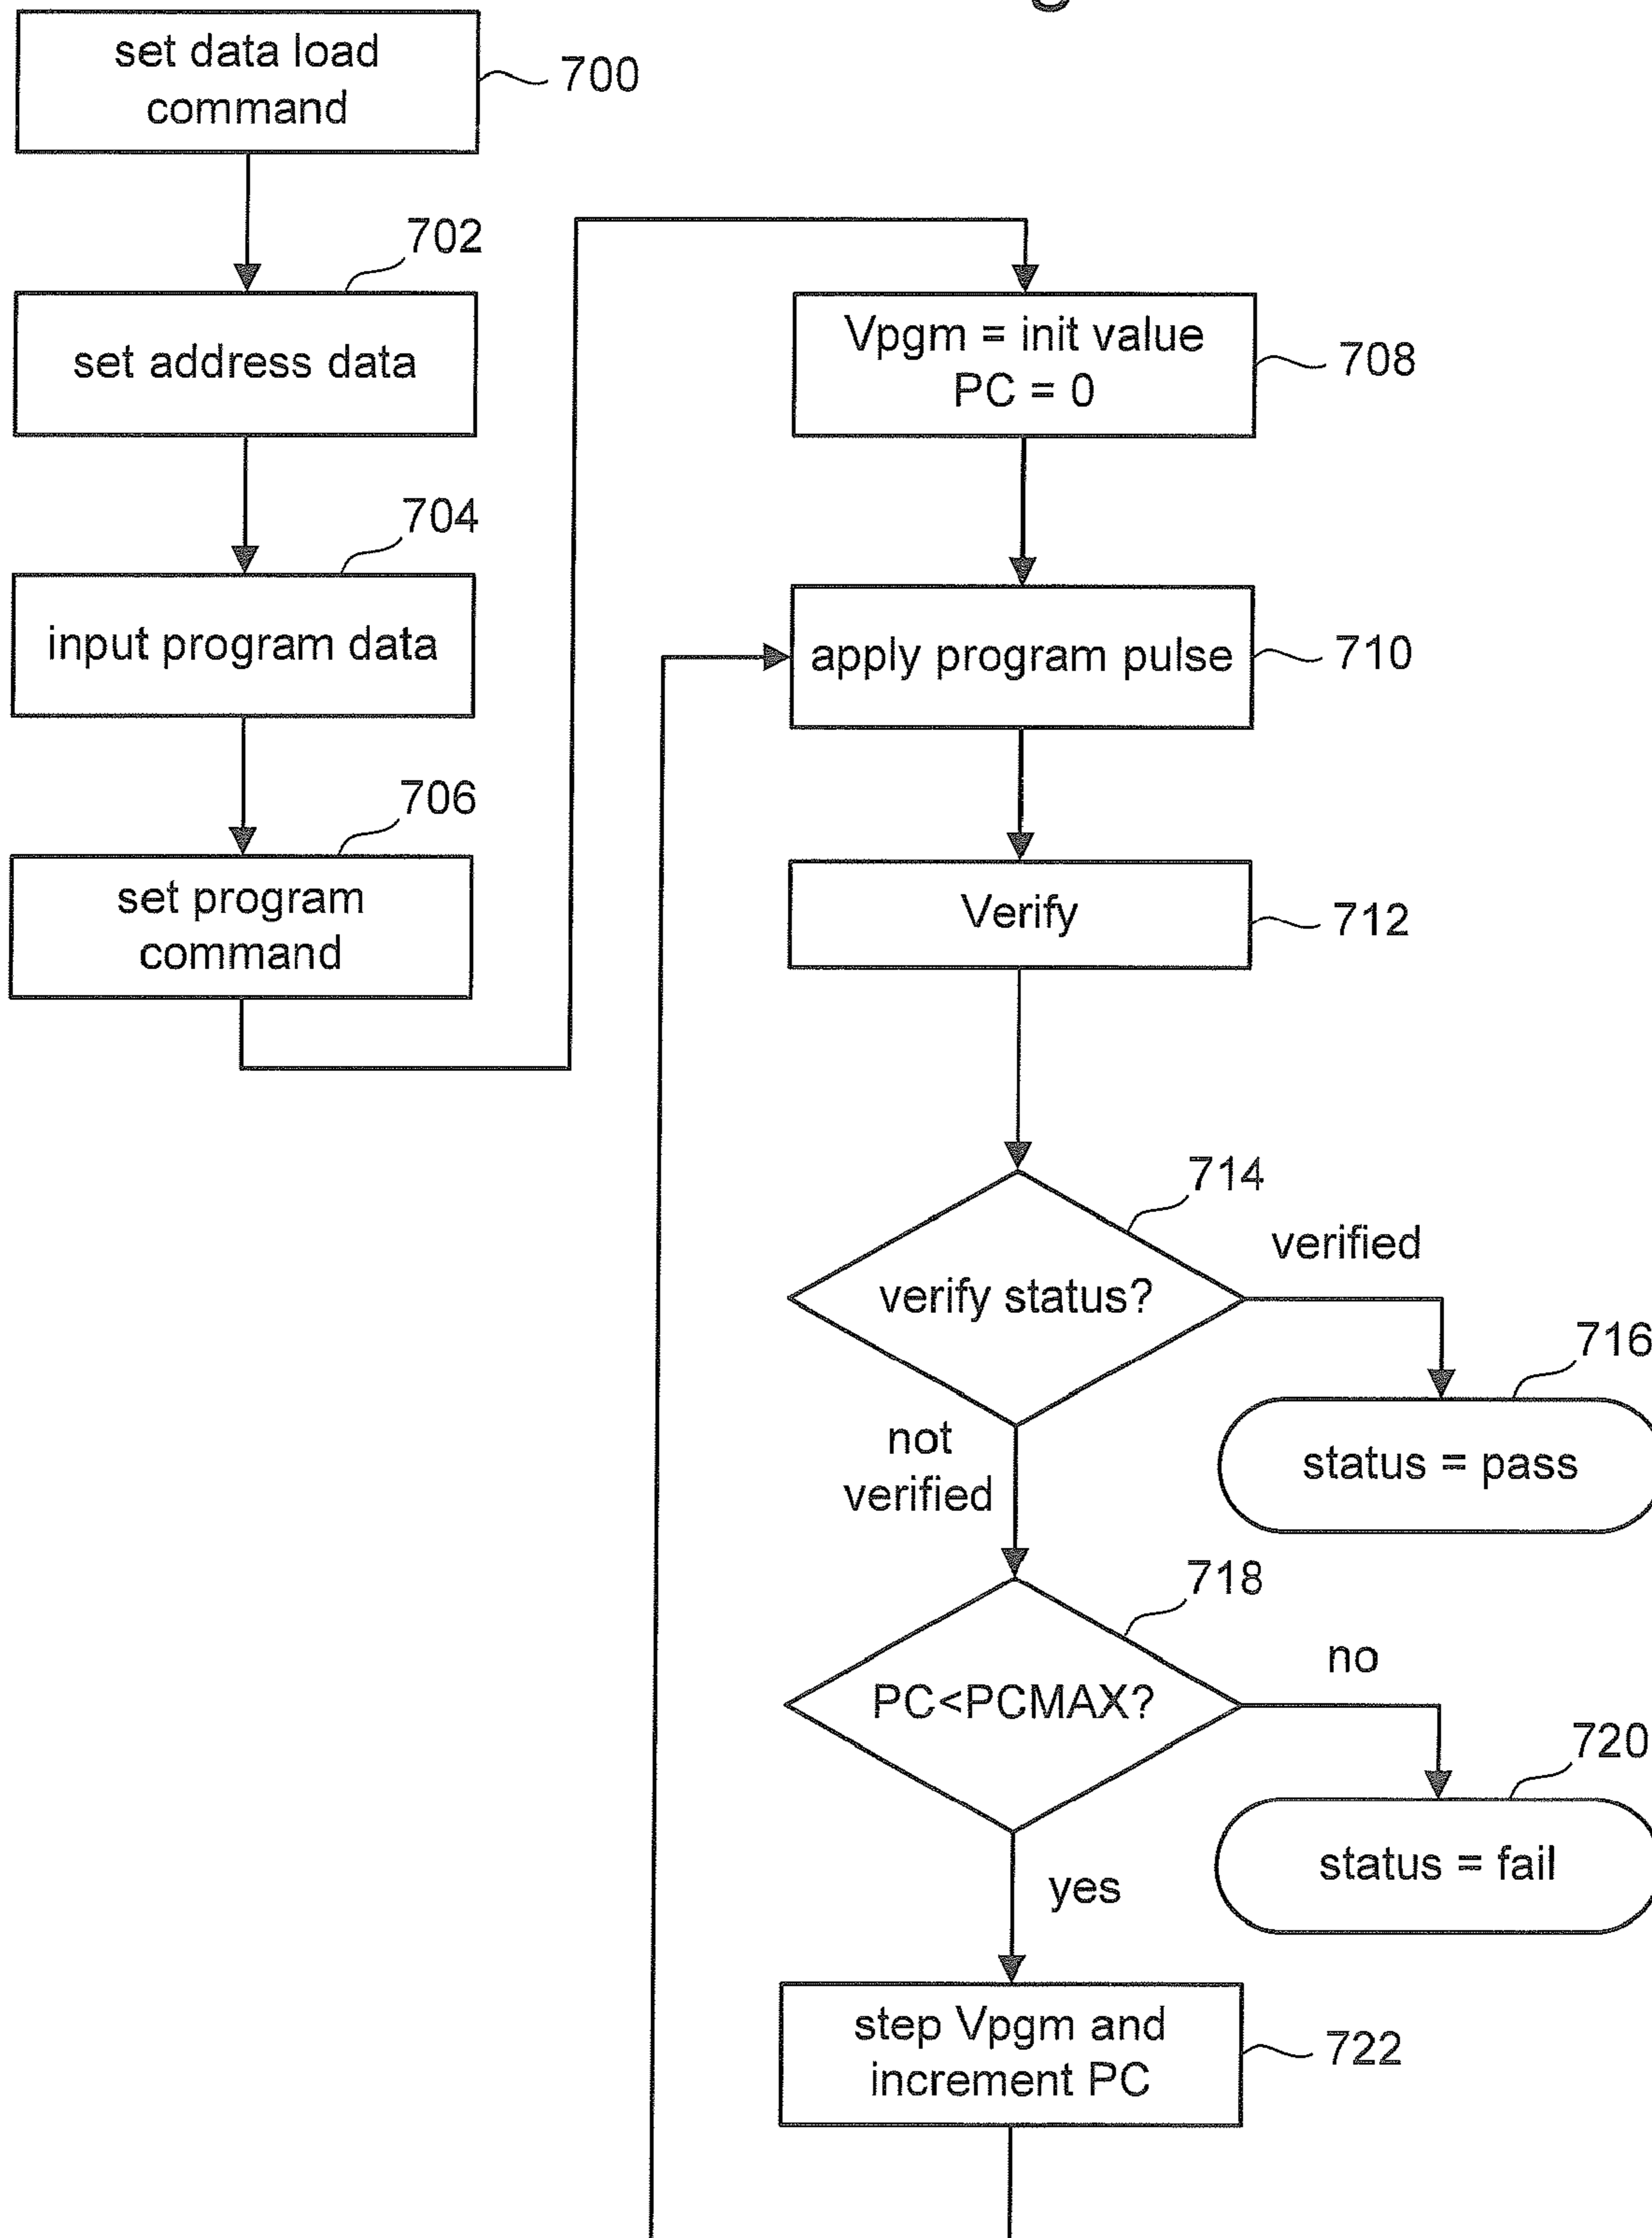 set data load
command
700
702
set address data
704
input program data
706
set program
command
Vpgm = init value
PC = 0
708
apply program pulse
710
Verify
712
714
verify status?
verified
716
status = pass
not
verified
718
PC<PCMAX?
no
720
status = fail
yes
step Vpgm and
increment PC
722